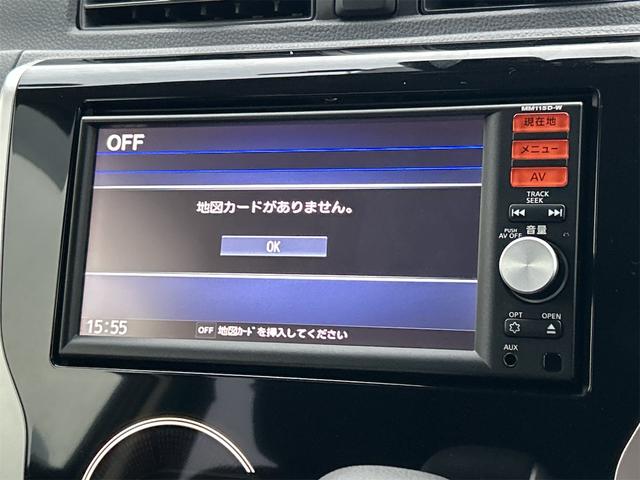 MM115D-W
OFF
現在地
メニュー
AV
TRACK
SEEK
地図カードがありません。
音量
PUSH
AV OFF
OK
OPT
OPEN
15:55
OFF 地図ｶｰﾄﾞを挿入してください
AUX